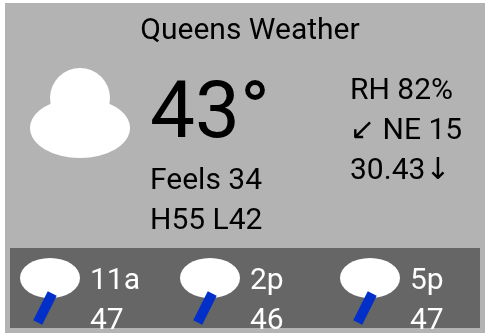 Queens Weather
43°
Feels 34
H55 L42
RH 82%
↙ NE 15
30.43↓
11a
47
2p
46
5p
47